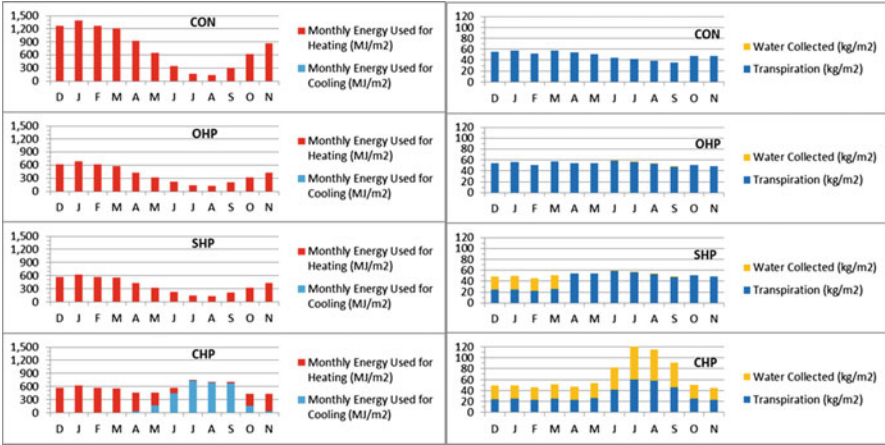 CON
1,500
1,200
900
600
300
0
D J F M A M J J A S O N
Monthly Energy Used for
Heating (MJ/m2)
Monthly Energy Used for
Cooling (MJ/m2)
OHP
1,500
1,200
900
600
300
0
D J F M A M J J A S O N
Monthly Energy Used for
Heating (MJ/m2)
Monthly Energy Used for
Cooling (MJ/m2)
SHP
1,500
1,200
900
600
300
0
D J F M A M J J A S O N
Monthly Energy Used for
Heating (MJ/m2)
Monthly Energy Used for
Cooling (MJ/m2)
CHP
1,500
1,200
900
600
300
0
D J F M A M J J A S O N
Monthly Energy Used for
Heating (MJ/m2)
Monthly Energy Used for
Cooling (MJ/m2)
120
100
80
60
40
20
0
CON
D J F M A M J J A S O N
Water Collected (kg/m2)
Transpiration (kg/m2)
120
100
80
60
40
20
0
OHP
D J F M A M J J A S O N
Water Collected (kg/m2)
Transpiration (kg/m2)
120
100
80
60
40
20
0
SHP
D J F M A M J J A S O N
Water Collected (kg/m2)
Transpiration (kg/m2)
120
100
80
60
40
20
0
CHP
D J F M A M J J A S O N
Water Collected (kg/m2)
Transpiration (kg/m2)